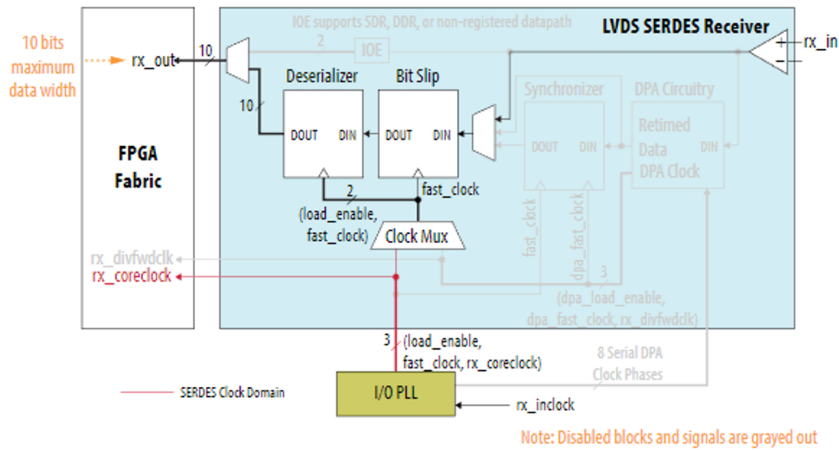 IOE supports SDR, DDR, or non-registered datapath
LVDS SERDES Receiver
10 bits
maximum
data width
rx_out
10
2
IOE
+
−
rx_in
Deserializer
Bit Slip
Synchronizer
DPA Circuitry
10
DOUT
DIN
DOUT
DIN
DOUT
DIN
Retimed
Data
DIN
DPA Clock
FPGA
Fabric
2
fast_clock
(load_enable,
fast_clock)
Clock Mux
fast_clock
dpa_fast_clock
rx_divfwdclk
rx_coreclock
3
(dpa_load_enable,
dpa_fast_clock, rx_divfwdclk)
3
(load_enable,
fast_clock, rx_coreclock)
8 Serial DPA
Clock Phases
SERDES Clock Domain
I/O PLL
rx_inclock
Note: Disabled blocks and signals are grayed out